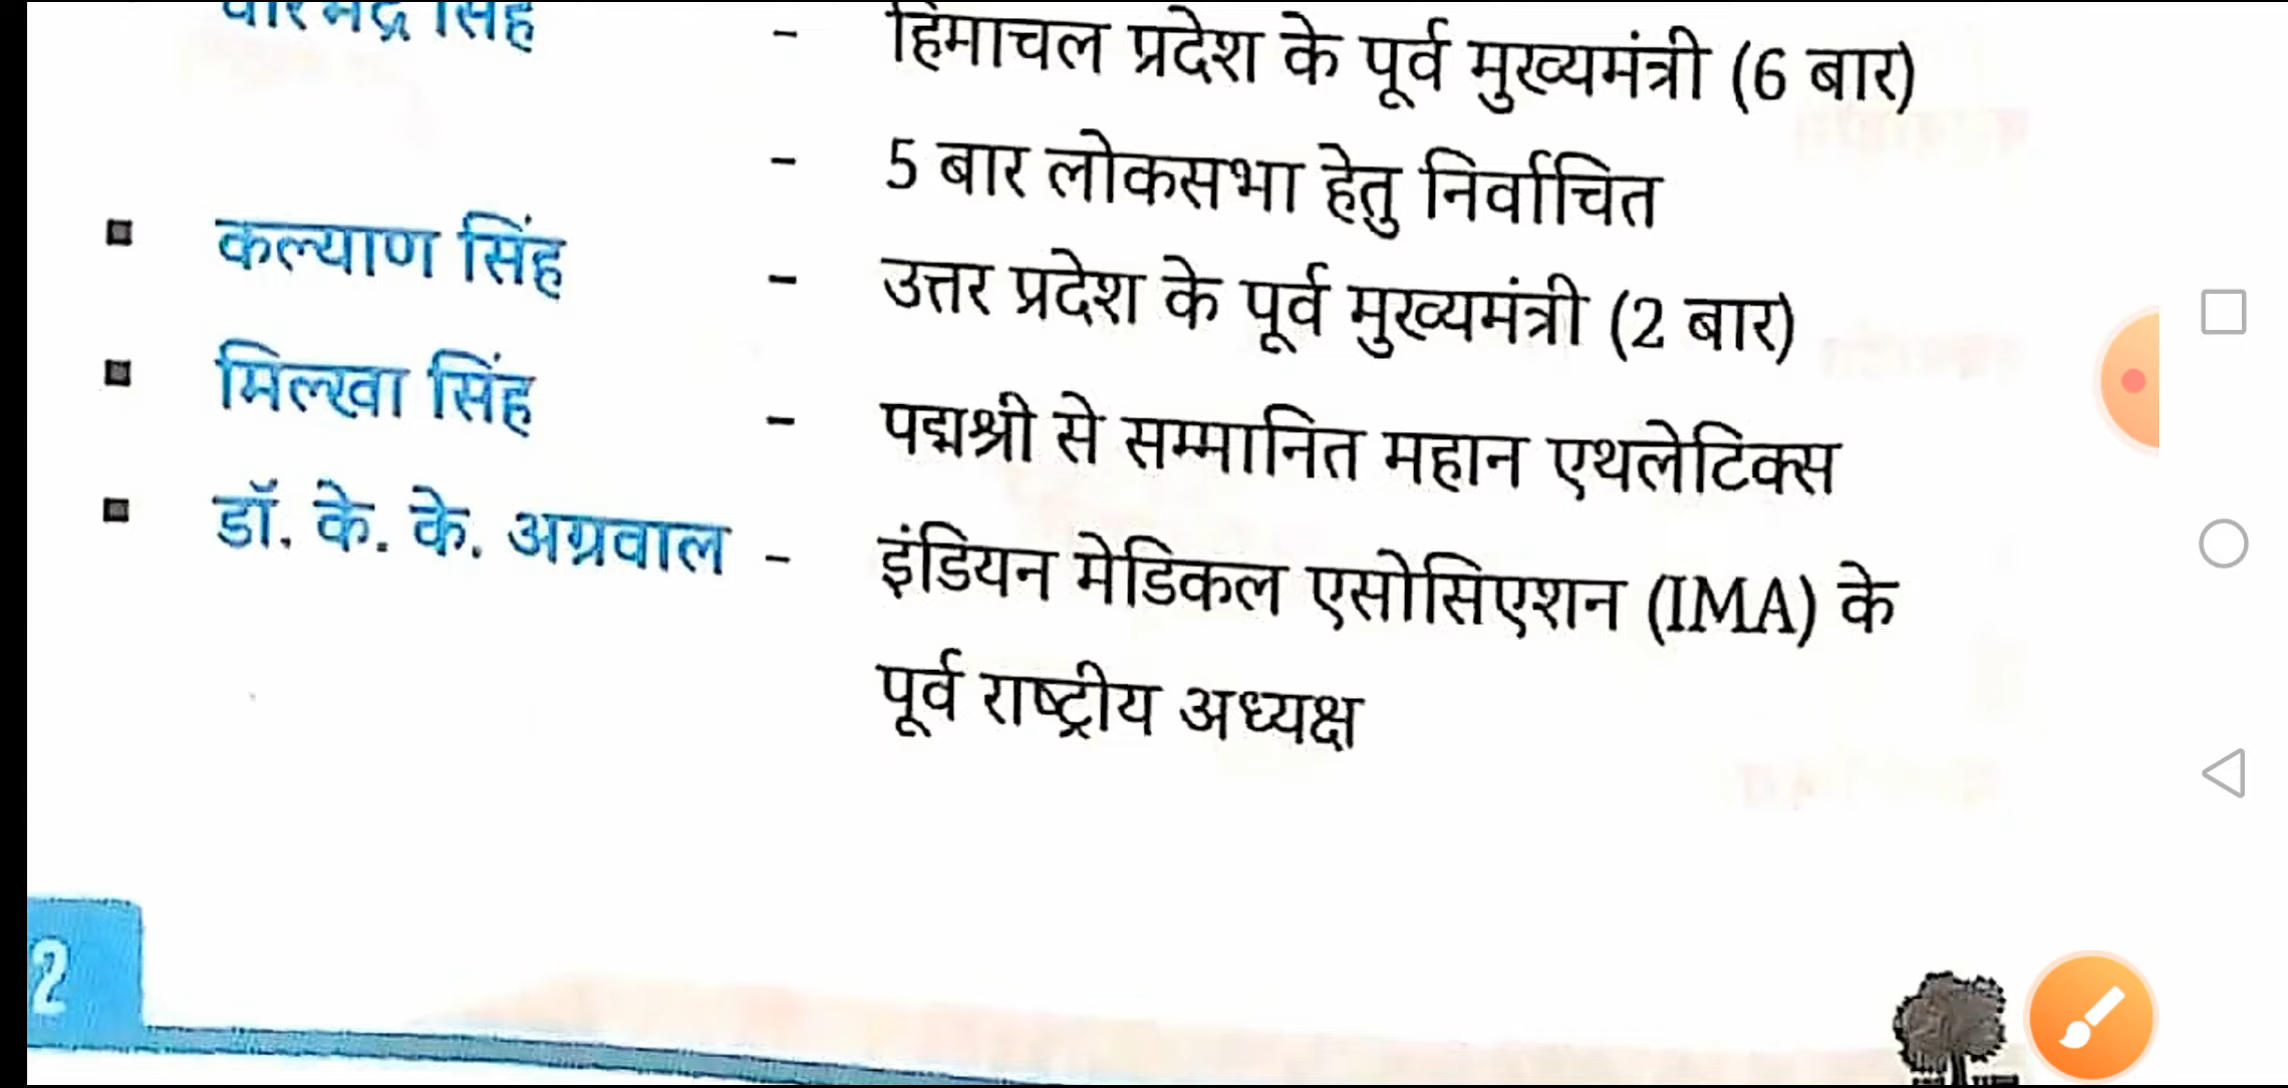 वीरभद्र सिंह - हिमाचल प्रदेश के पूर्व मुख्यमंत्री (6 बार)
- 5 बार लोकसभा हेतु निर्वाचित
▪ कल्याण सिंह - उत्तर प्रदेश के पूर्व मुख्यमंत्री (2 बार)
▪ मिल्खा सिंह - पद्मश्री से सम्मानित महान एथलेटिक्स
▪ डॉ. के. के. अग्रवाल - इंडियन मेडिकल एसोसिएशन (IMA) के
पूर्व राष्ट्रीय अध्यक्ष
2